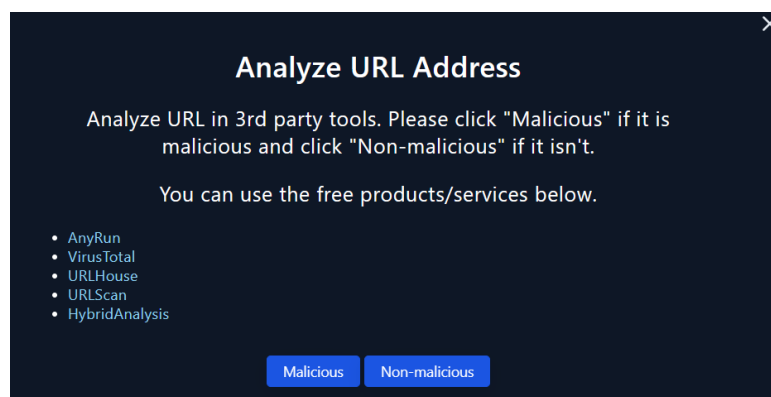 Analyze URL Address
Analyze URL in 3rd party tools. Please click "Malicious" if it is
malicious and click "Non-malicious" if it isn't.
You can use the free products/services below.
• AnyRun
• VirusTotal
• URLHouse
• URLScan
• HybridAnalysis
Malicious Non-malicious